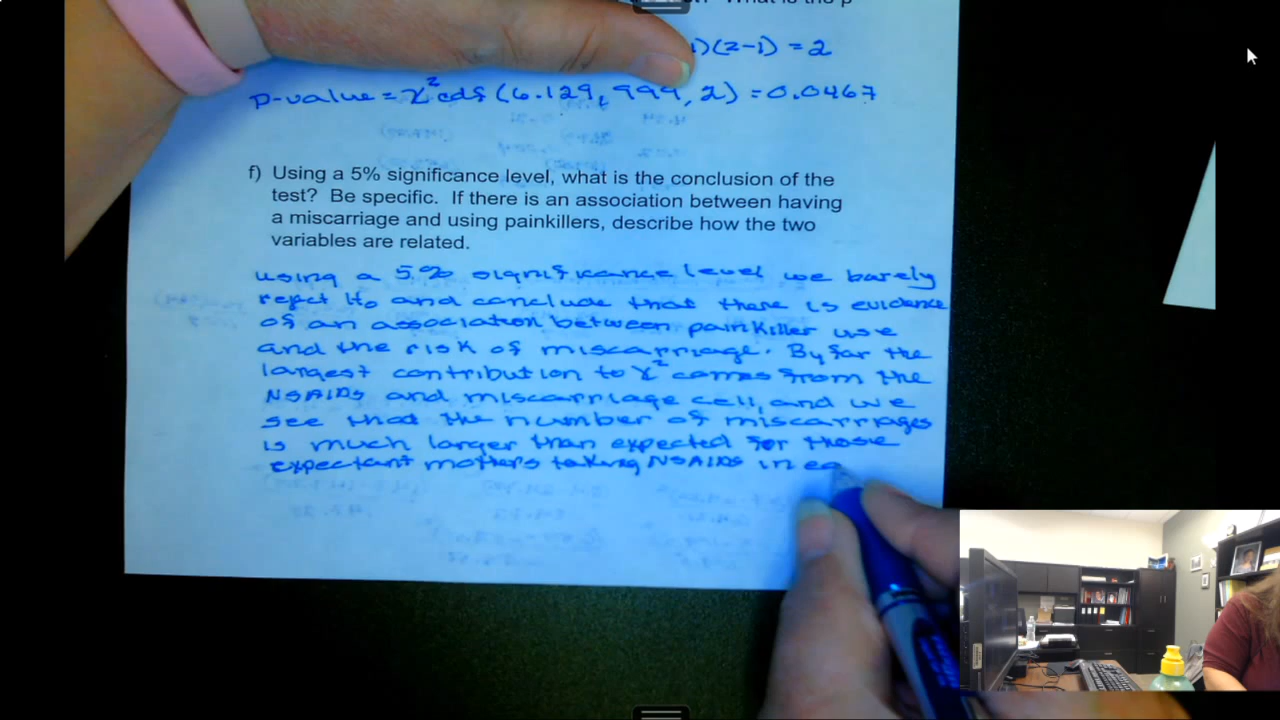 What is the p
1)(2-1) = 2
p-value = χ²cdf (6.129, 999, 2) = 0.0467
f) Using a 5% significance level, what is the conclusion of the
test? Be specific. If there is an association between having
a miscarriage and using painkillers, describe how the two
variables are related.
Using a 5% significance level we barely
reject H₀ and conclude that there is evidence
of an association between painkiller use
and the risk of miscarriage. By far the
largest contribution to χ² comes from the
NSAIDs and miscarriage cell, and we
see that the number of miscarriages
is much larger than expected for those
expectant mothers taking NSAIDs in ea